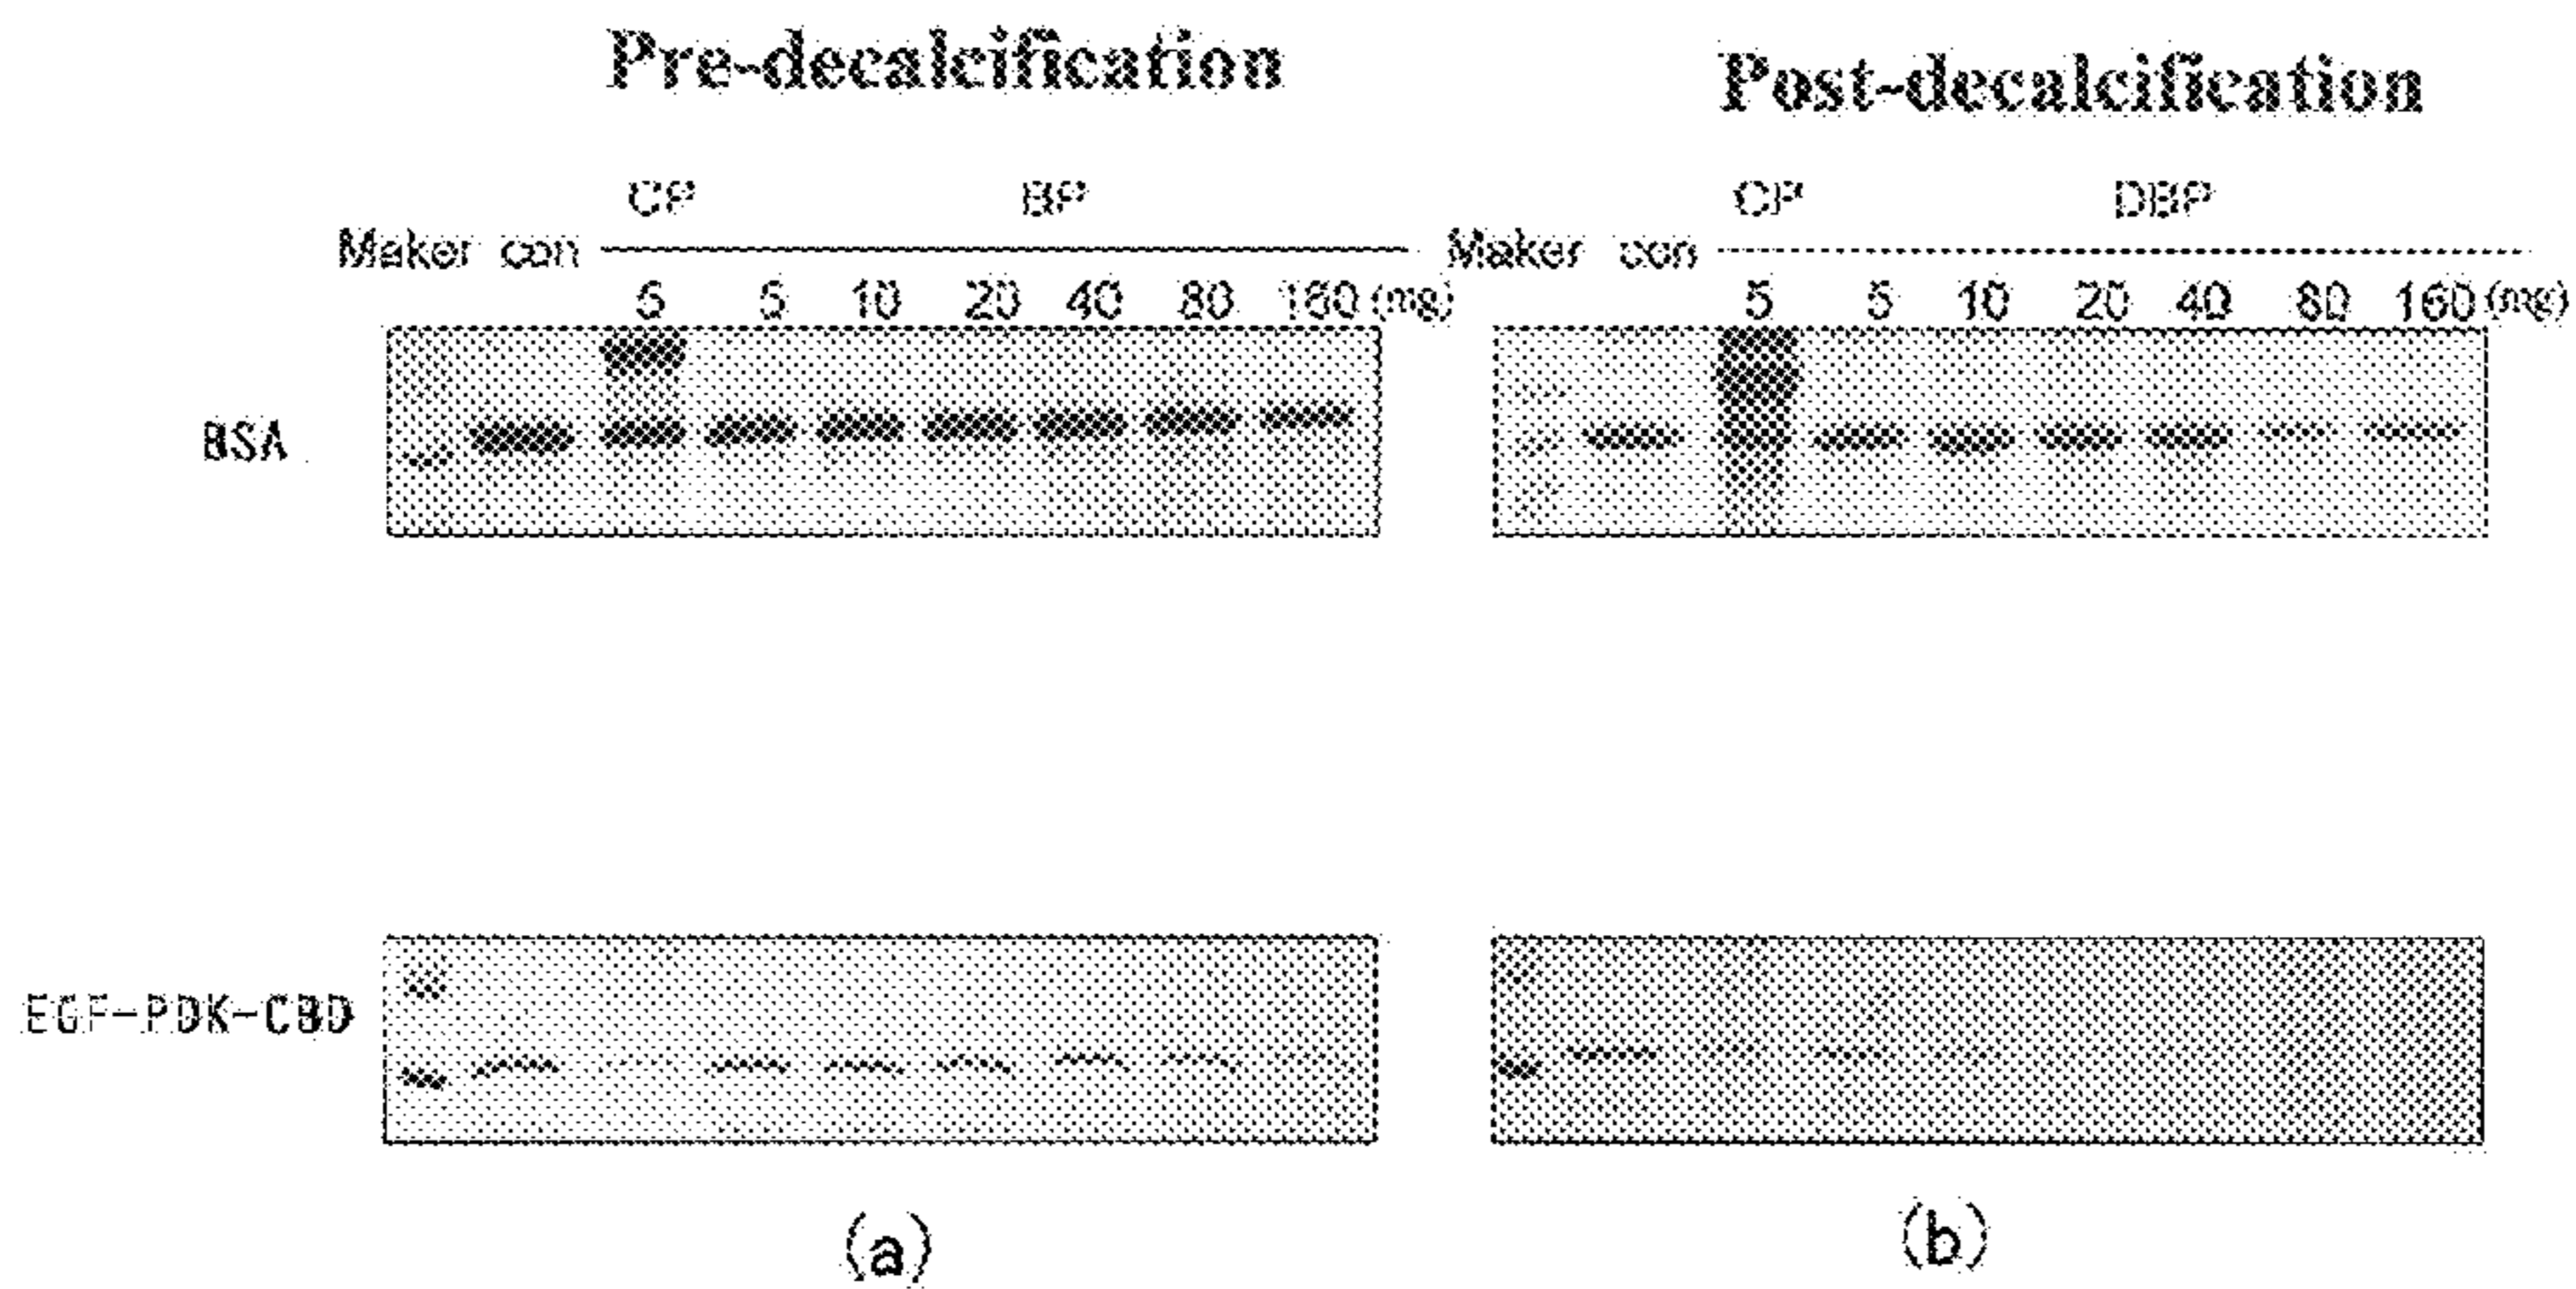 Pre-decalcification Post-decalcification
CP BP CP DBP
Maker con Maker con
5 5 10 20 40 80 160 (mg) 5 5 10 20 40 80 160 (mg)
BSA
EGF-PDK-CBD
(a) (b)